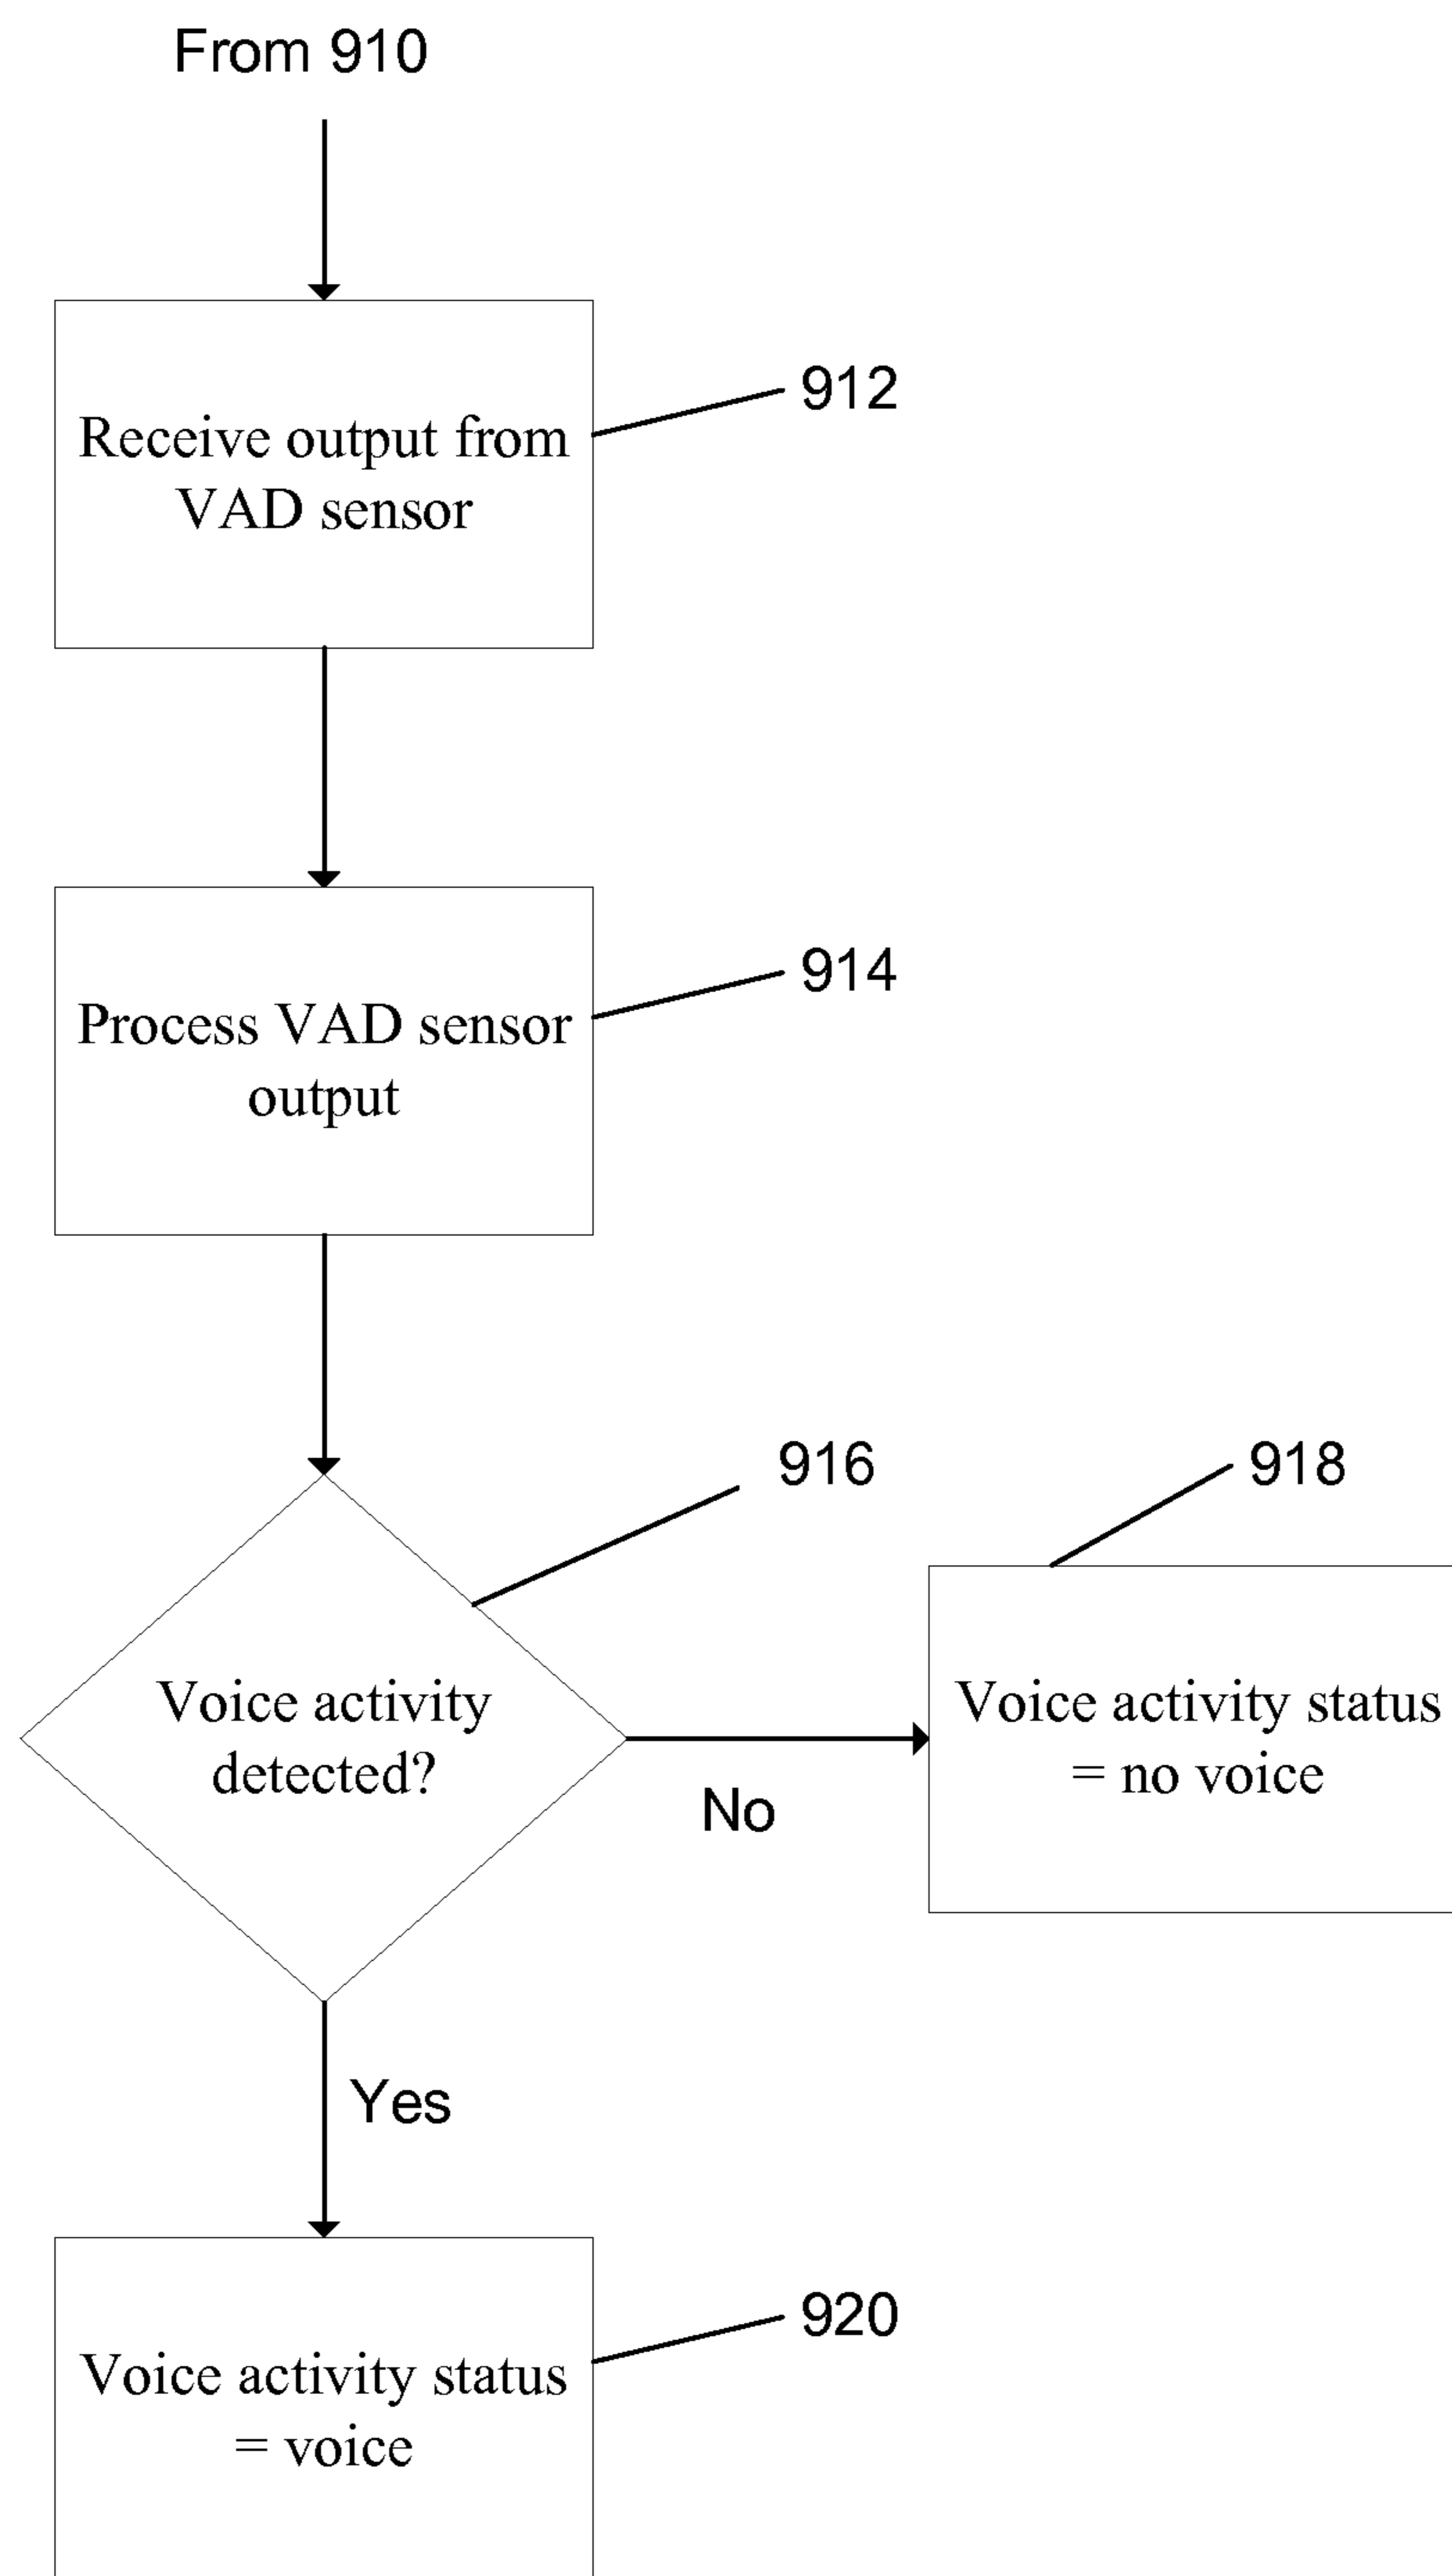 From 910
912
Receive output from
VAD sensor
914
Process VAD sensor
output
916
918
Voice activity
detected?
Voice activity status
= no voice
No
Yes
920
Voice activity status
= voice